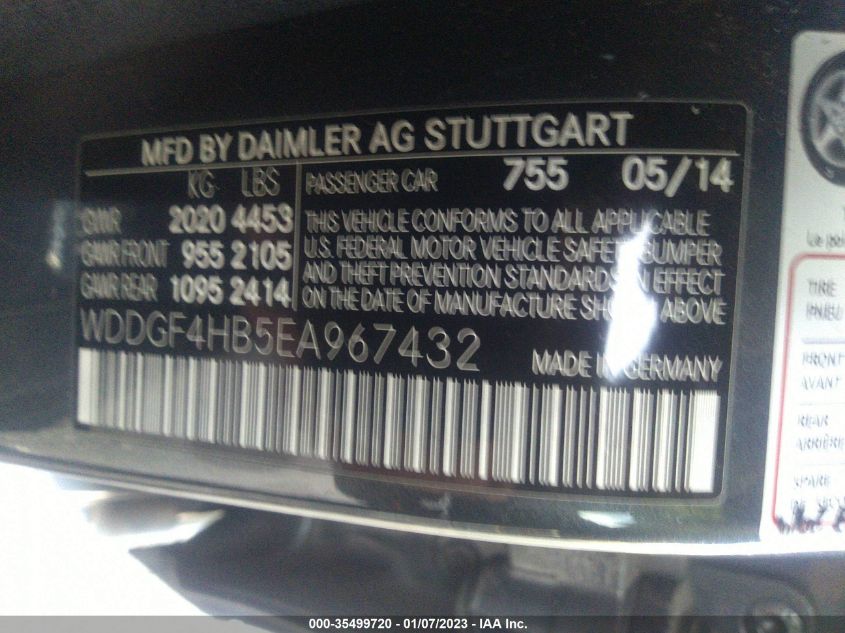 MFD BY DAIMLER AG STUTTGART
KG LBS
GVWR 2020 4453
GAWR FRONT 955 2105
GAWR REAR 1095 2414
PASSENGER CAR 755 05/14
THIS VEHICLE CONFORMS TO ALL APPLICABLE
U.S. FEDERAL MOTOR VEHICLE SAFETY BUMPER
AND THEFT PREVENTION STANDARDS IN EFFECT
ON THE DATE OF MANUFACTURE SHOWN ABOVE
WDDGF4HB5EA967432
MADE IN GERMANY
TIRE
PNEU
FRONT
AVANT
REAR
ARRIÈRE
SPARE
000-35499720 - 01/07/2023 - IAA Inc.